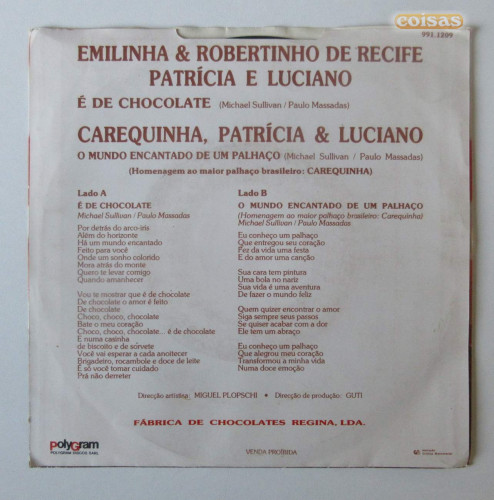 coisas
991.1209
EMILINHA & ROBERTINHO DE RECIFE
PATRÍCIA E LUCIANO
É DE CHOCOLATE (Michael Sullivan / Paulo Massadas)
CAREQUINHA, PATRÍCIA & LUCIANO
O MUNDO ENCANTADO DE UM PALHAÇO (Michael Sullivan / Paulo Massadas)
(Homenagem ao maior palhaço brasileiro: CAREQUINHA)
Lado A
É DE CHOCOLATE
Michael Sullivan / Paulo Massadas
Por detrás do arco-íris
Além do horizonte
Há um mundo encantado
Feito para você
Onde um sonho colorido
Mora atrás do monte
Quero te levar comigo
Quando amanhecer
Vou te mostrar que é de chocolate
De chocolate o amor é feito
De chocolate
Choco, choco, chocolate
Bate o meu coração
Choco, choco, chocolate... é de chocolate
E numa casinha
de biscoito e de sorvete
Você vai esperar a cada anoitecer
Brigadeiro, rocambole e doce de leite
E só você tomar cuidado
Prá não derreter
Lado B
O MUNDO ENCANTADO DE UM PALHAÇO
(Homenagem ao maior palhaço brasileiro: Carequinha)
Michael Sullivan / Paulo Massadas
Eu conheço um palhaço
Que entregou seu coração
Fez da vida uma festa
E do amor uma canção
Sua cara tem pintura
Uma bola no nariz
Sua vida é uma aventura
De fazer o mundo feliz
Quem quizer encontrar o amor
Siga sempre seus passos
Se quiser acabar com a dor
Ele tem um abraço
Eu conheço um palhaço
Que alegrou meu coração
Transformou a minha vida
Numa doce emoção
Direcção artística: MIGUEL PLOPSCHI • Direcção de produção: GUTI
FÁBRICA DE CHOCOLATES REGINA, LDA.
polyGram
POLYGRAM DISCOS SARL
VENDA PROÍBIDA